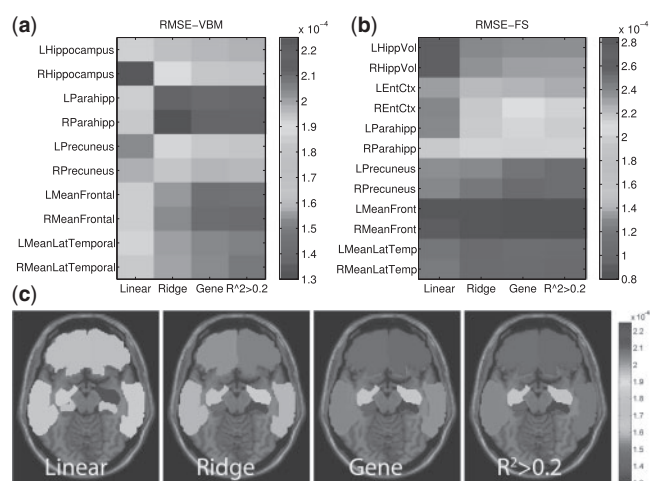 (a)
RMSE-VBM
x 10⁻⁴
LHippocampus
RHippocampus
LParahipp
RParahipp
LPrecuneus
RPrecuneus
LMeanFrontal
RMeanFrontal
LMeanLatTemporal
RMeanLatTemporal
Linear Ridge Gene R^2>0.2
2.2
2.1
2
1.9
1.8
1.7
1.6
1.5
1.4
1.3
(b)
RMSE-FS
x 10⁻⁴
LHippVol
RHippVol
LEntCtx
REntCtx
LParahipp
RParahipp
LPrecuneus
RPrecuneus
LMeanFront
RMeanFront
LMeanLatTemp
RMeanLatTemp
Linear Ridge Gene R^2>0.2
2.8
2.6
2.4
2.2
2
1.8
1.6
1.4
1.2
1
0.8
(c)
Linear
Ridge
Gene
R²>0.2
x10⁻⁴
2.2
2.1
2
1.9
1.8
1.7
1.6
1.5
1.4
1.3